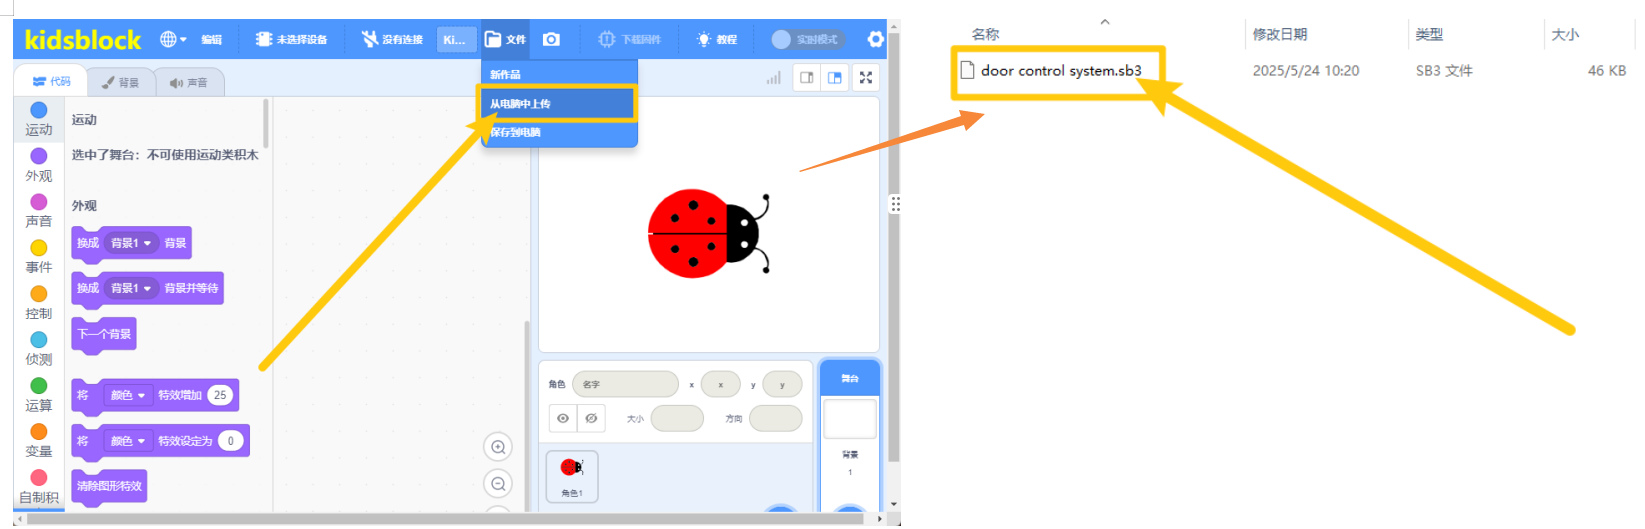 kidsblock 编辑 未选择设备 没有连接 Ki... 文件 下载固件 教程 实时模式
代码 背景 声音
新作品
从电脑中上传
保存到电脑
运动
外观
声音
事件
控制
侦测
运算
变量
自制积
运动
选中了舞台：不可使用运动类积木
外观
换成 背景1 背景
换成 背景1 背景并等待
下一个背景
将 颜色 特效增加 25
将 颜色 特效设定为 0
清除图形特效
角色 名字 x x y y
大小 方向
角色1
舞台
背景
1
名称 修改日期 类型 大小
door control system.sb3 2025/5/24 10:20 SB3 文件 46 KB